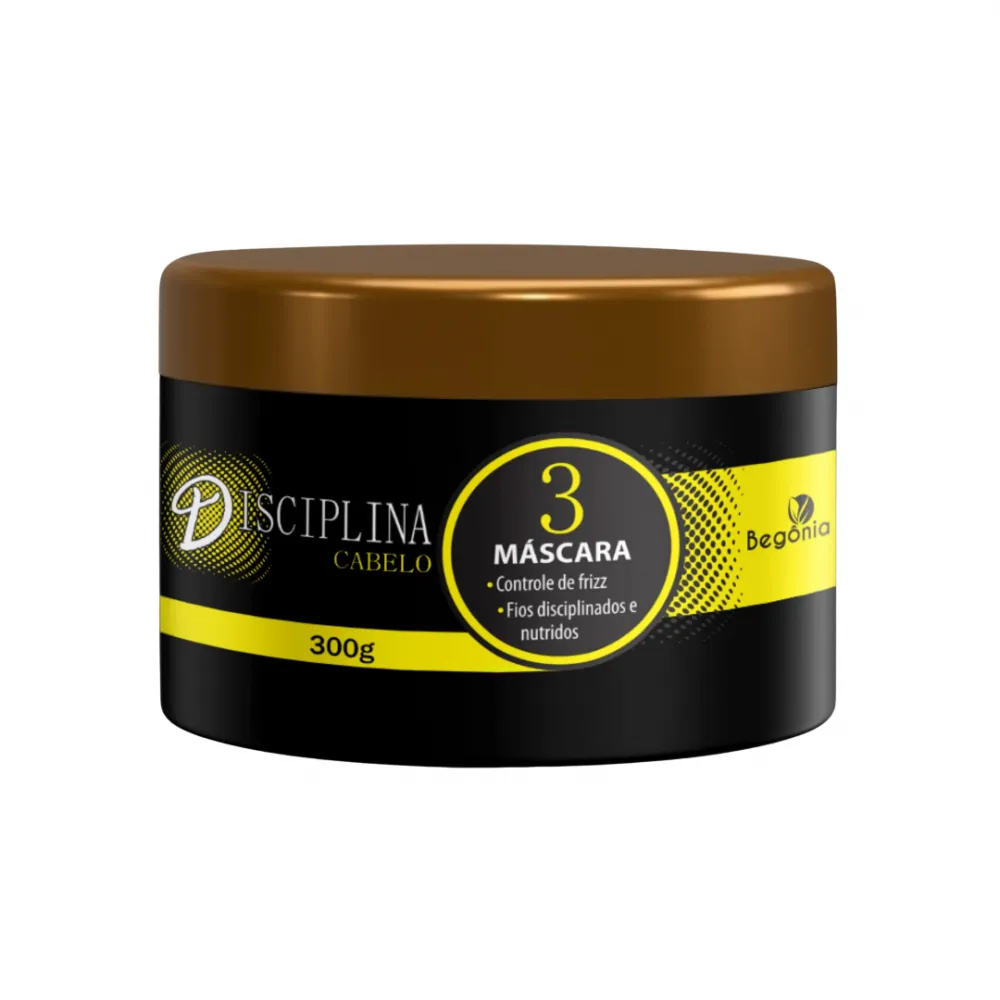 DISCIPLINA
CABELO
300g
3
MÁSCARA
• Controle de frizz
• Fios disciplinados e
nutridos
Begônia